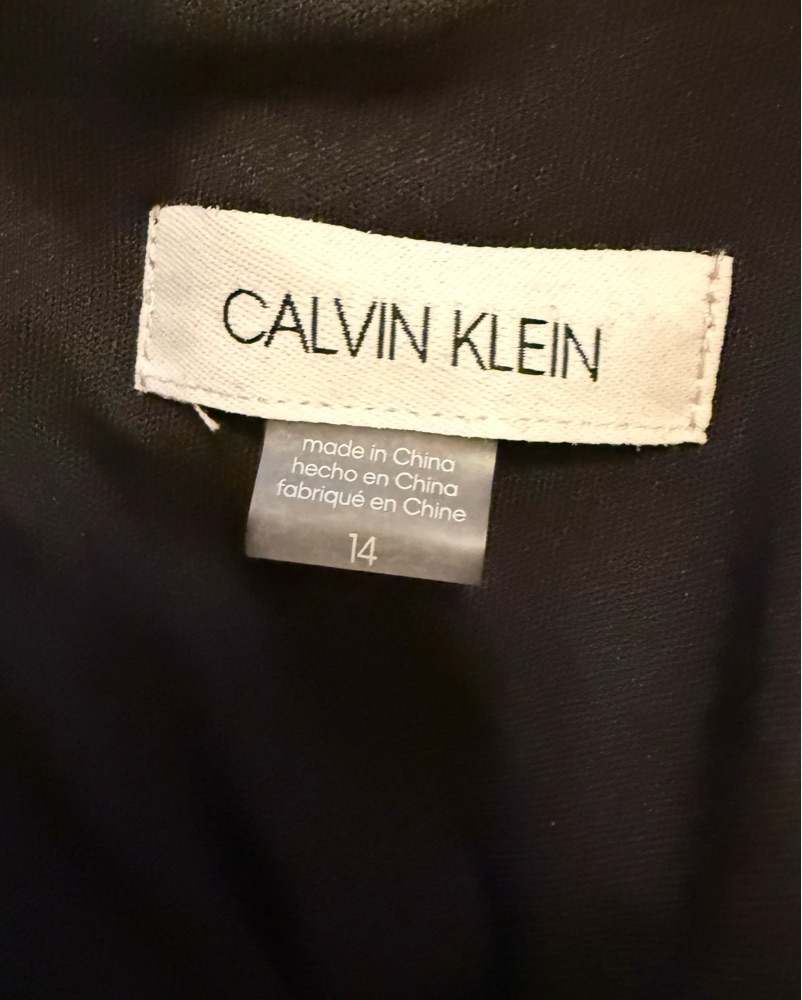 CALVIN KLEIN
made in China
hecho en China
fabriqué en Chine
14